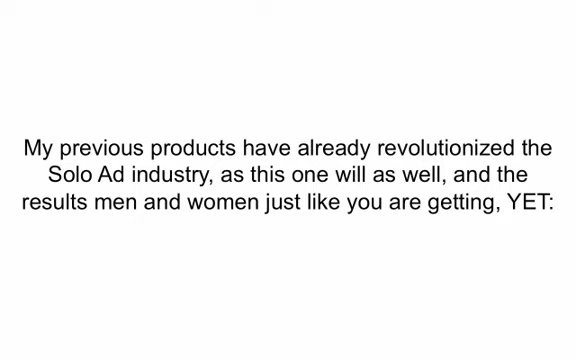 My previous products have already revolutionized the
Solo Ad industry, as this one will as well, and the
results men and women just like you are getting, YET: